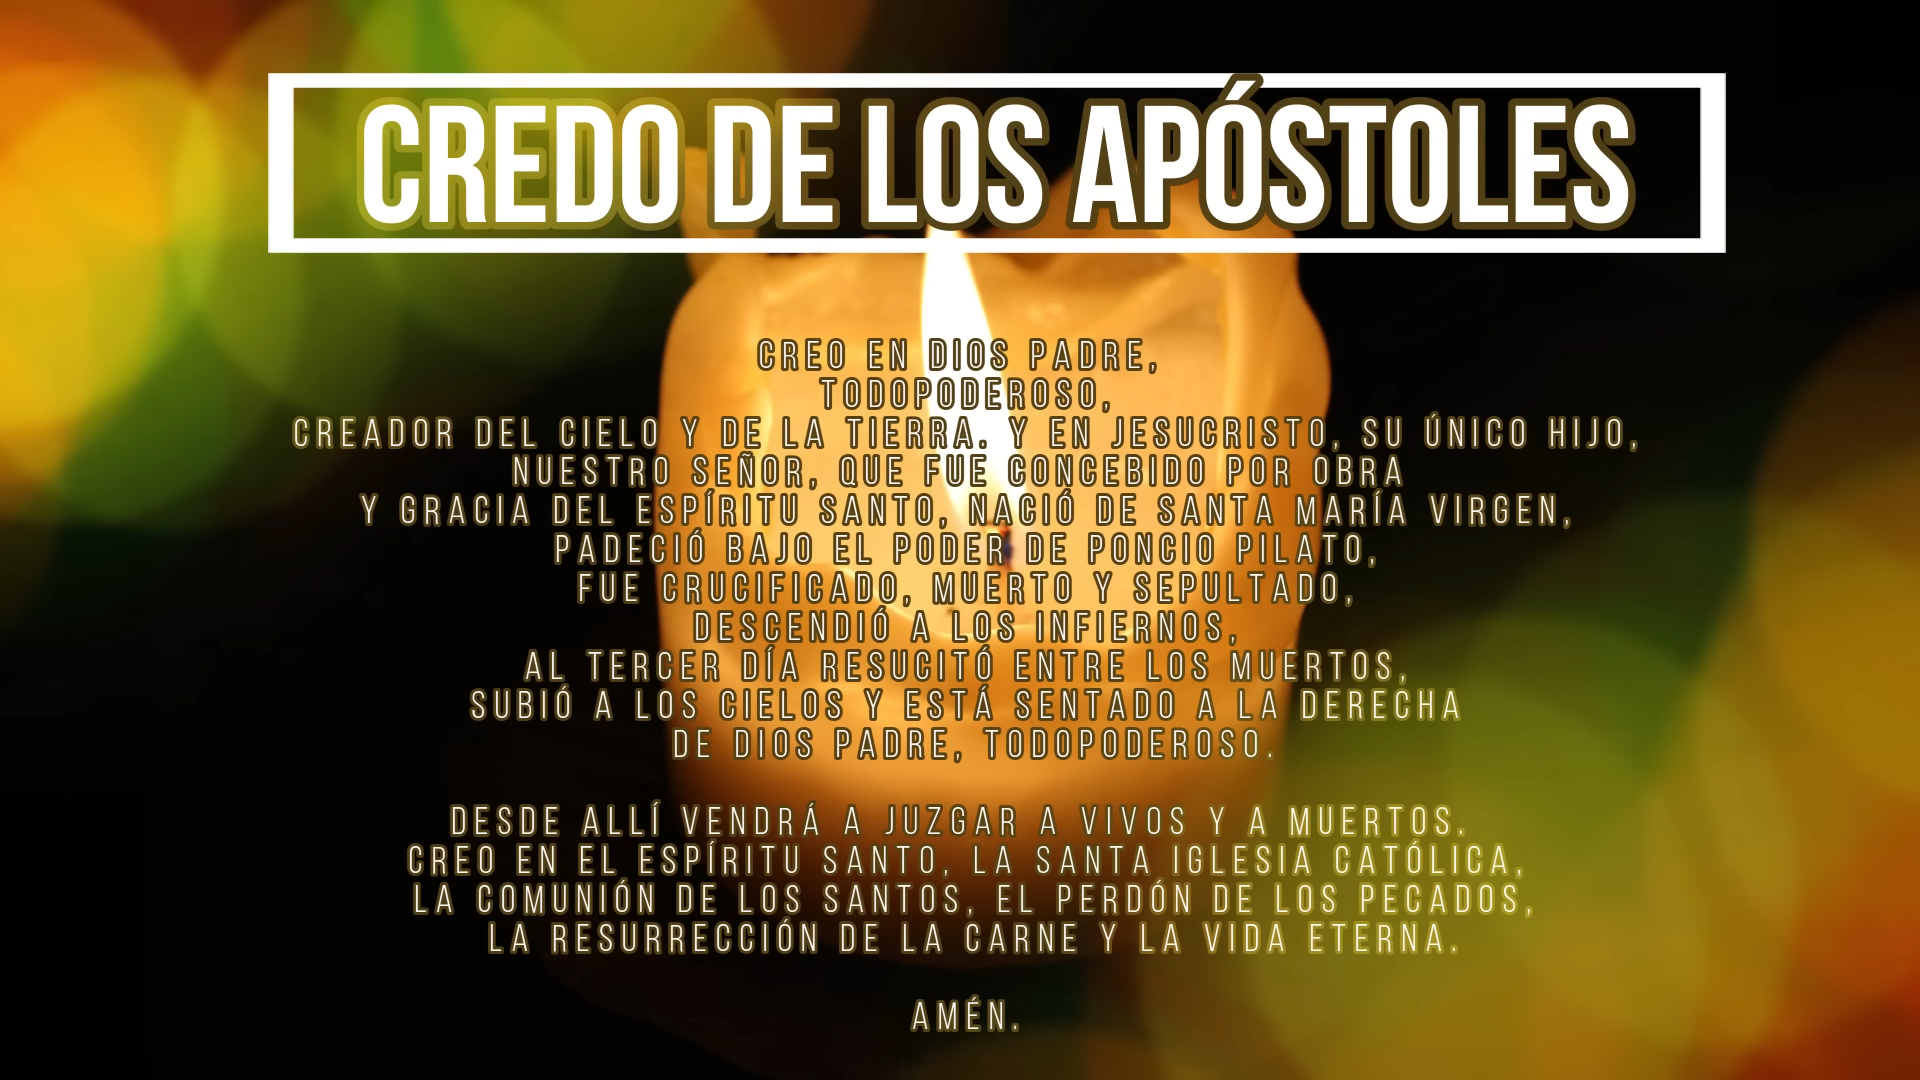 CREDO DE LOS APÓSTOLES
CREO EN DIOS PADRE,
TODOPODEROSO,
CREADOR DEL CIELO Y DE LA TIERRA. Y EN JESUCRISTO, SU ÚNICO HIJO,
NUESTRO SEÑOR, QUE FUE CONCEBIDO POR OBRA
Y GRACIA DEL ESPÍRITU SANTO, NACIÓ DE SANTA MARÍA VIRGEN,
PADECIÓ BAJO EL PODER DE PONCIO PILATO,
FUE CRUCIFICADO, MUERTO Y SEPULTADO,
DESCENDIÓ A LOS INFIERNOS,
AL TERCER DÍA RESUCITÓ ENTRE LOS MUERTOS,
SUBIÓ A LOS CIELOS Y ESTÁ SENTADO A LA DERECHA
DE DIOS PADRE, TODOPODEROSO.
DESDE ALLÍ VENDRÁ A JUZGAR A VIVOS Y A MUERTOS.
CREO EN EL ESPÍRITU SANTO, LA SANTA IGLESIA CATÓLICA,
LA COMUNIÓN DE LOS SANTOS, EL PERDÓN DE LOS PECADOS,
LA RESURRECCIÓN DE LA CARNE Y LA VIDA ETERNA.
AMÉN.